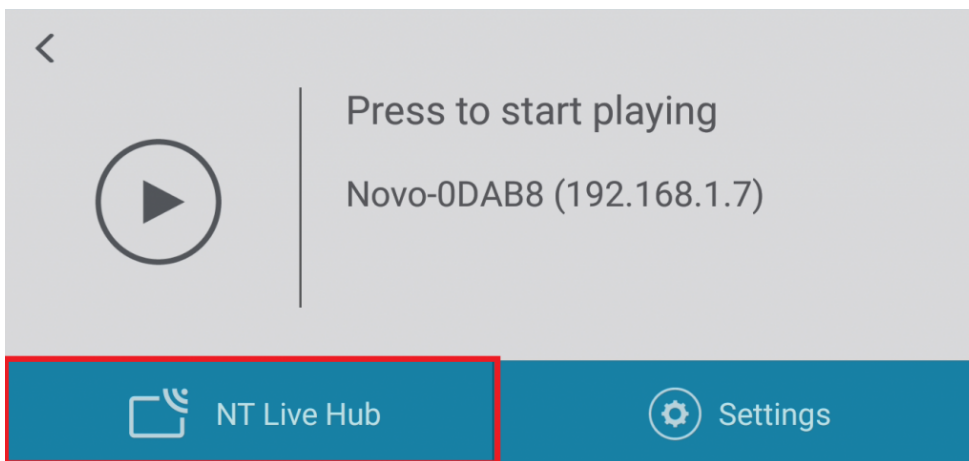 Press to start playing
Novo-0DAB8 (192.168.1.7)
NT Live Hub
Settings